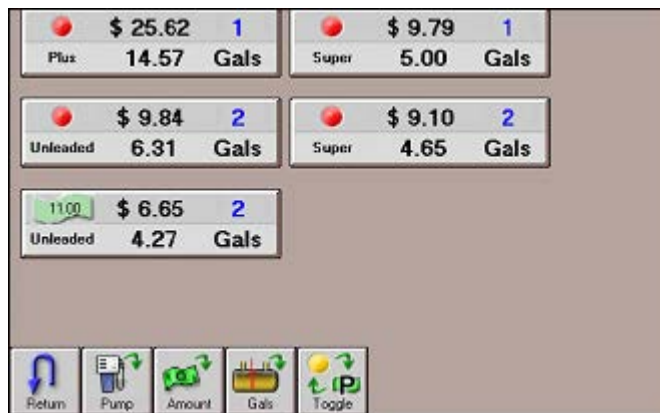 $ 25.62 1
Plus 14.57 Gals
$ 9.79 1
Super 5.00 Gals
$ 9.84 2
Unleaded 6.31 Gals
$ 9.10 2
Super 4.65 Gals
11.00 $ 6.65 2
Unleaded 4.27 Gals
Return Pump Amount Gals P Toggle